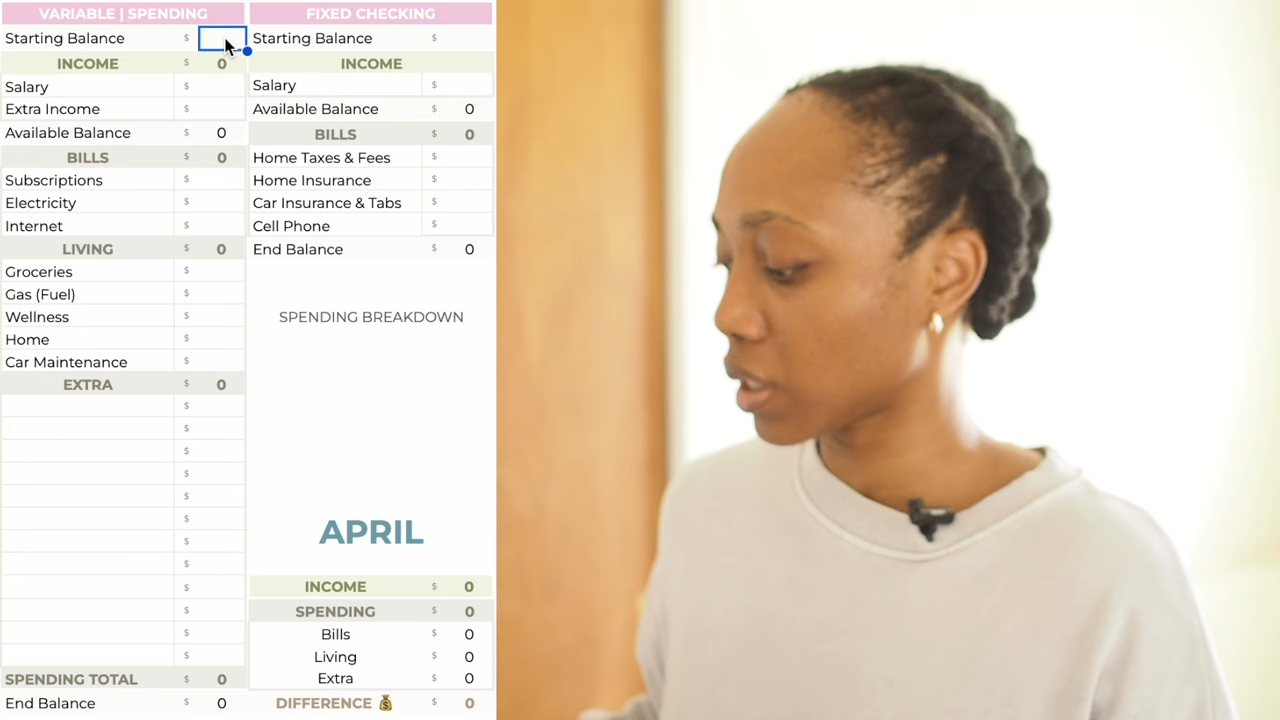 VARIABLE | SPENDING
Starting Balance $
INCOME $ 0
Salary $
Extra Income $
Available Balance $ 0
BILLS $ 0
Subscriptions $
Electricity $
Internet $
LIVING $ 0
Groceries $
Gas (Fuel) $
Wellness $
Home $
Car Maintenance $
EXTRA $ 0
$
$
$
$
$
$
$
$
$
$
$
$
SPENDING TOTAL $ 0
End Balance $ 0
FIXED CHECKING
Starting Balance $
INCOME
Salary $
Available Balance $ 0
BILLS $ 0
Home Taxes & Fees $
Home Insurance $
Car Insurance & Tabs $
Cell Phone $
End Balance $ 0
SPENDING BREAKDOWN
APRIL
INCOME $ 0
SPENDING $ 0
Bills 0
Living 0
Extra 0
DIFFERENCE 💰 $ 0